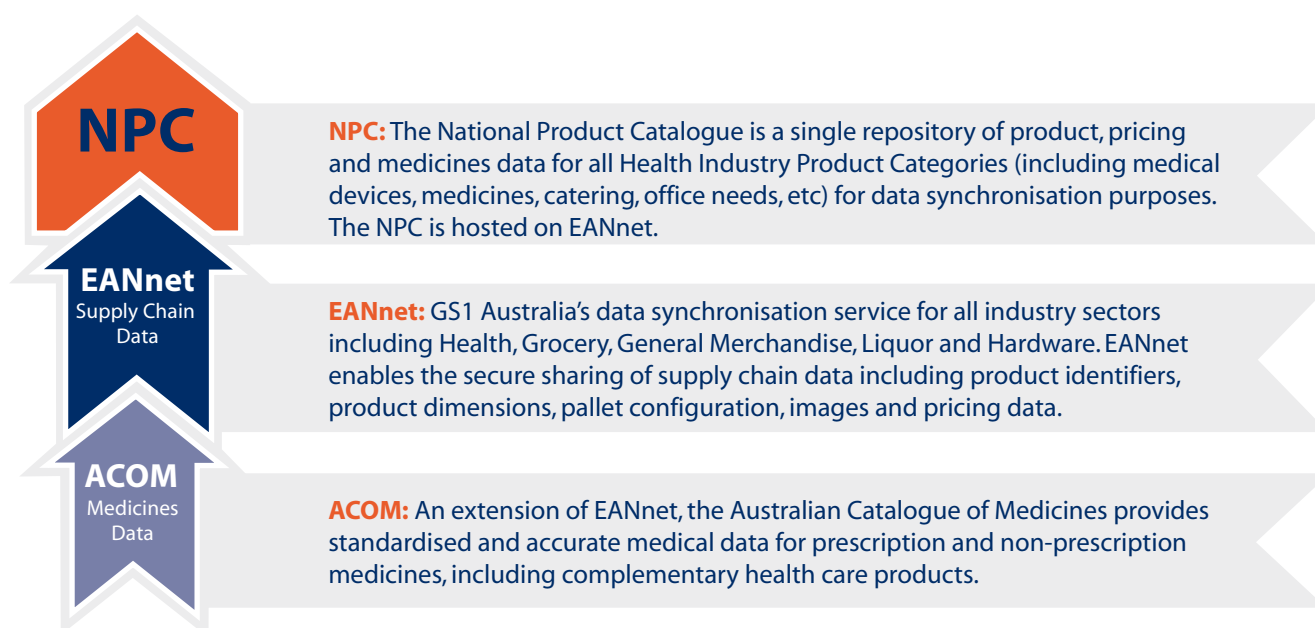 NPC
NPC: The National Product Catalogue is a single repository of product, pricing
and medicines data for all Health Industry Product Categories (including medical
devices, medicines, catering, office needs, etc) for data synchronisation purposes.
The NPC is hosted on EANnet.
EANnet
Supply Chain
Data
EANnet: GS1 Australia's data synchronisation service for all industry sectors
including Health, Grocery, General Merchandise, Liquor and Hardware. EANnet
enables the secure sharing of supply chain data including product identifiers,
product dimensions, pallet configuration, images and pricing data.
ACOM
Medicines
Data
ACOM: An extension of EANnet, the Australian Catalogue of Medicines provides
standardised and accurate medical data for prescription and non-prescription
medicines, including complementary health care products.